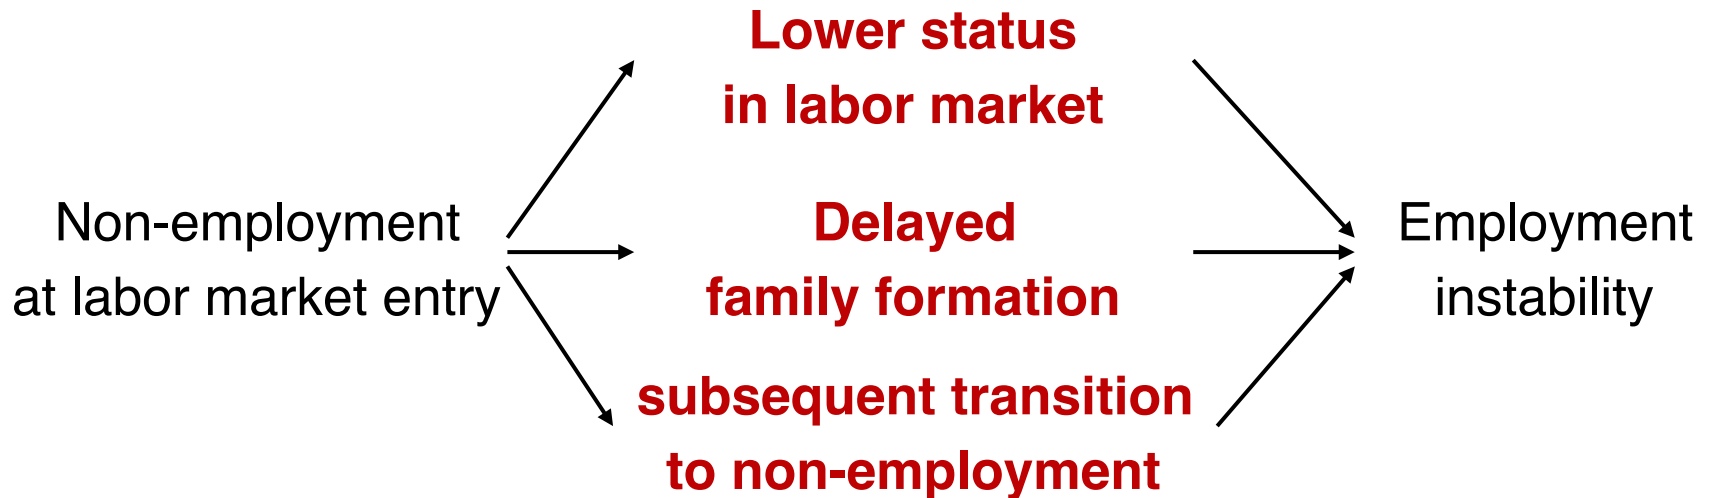 Lower status
in labor market
Non-employment
at labor market entry
Delayed
family formation
Employment
instability
subsequent transition
to non-employment